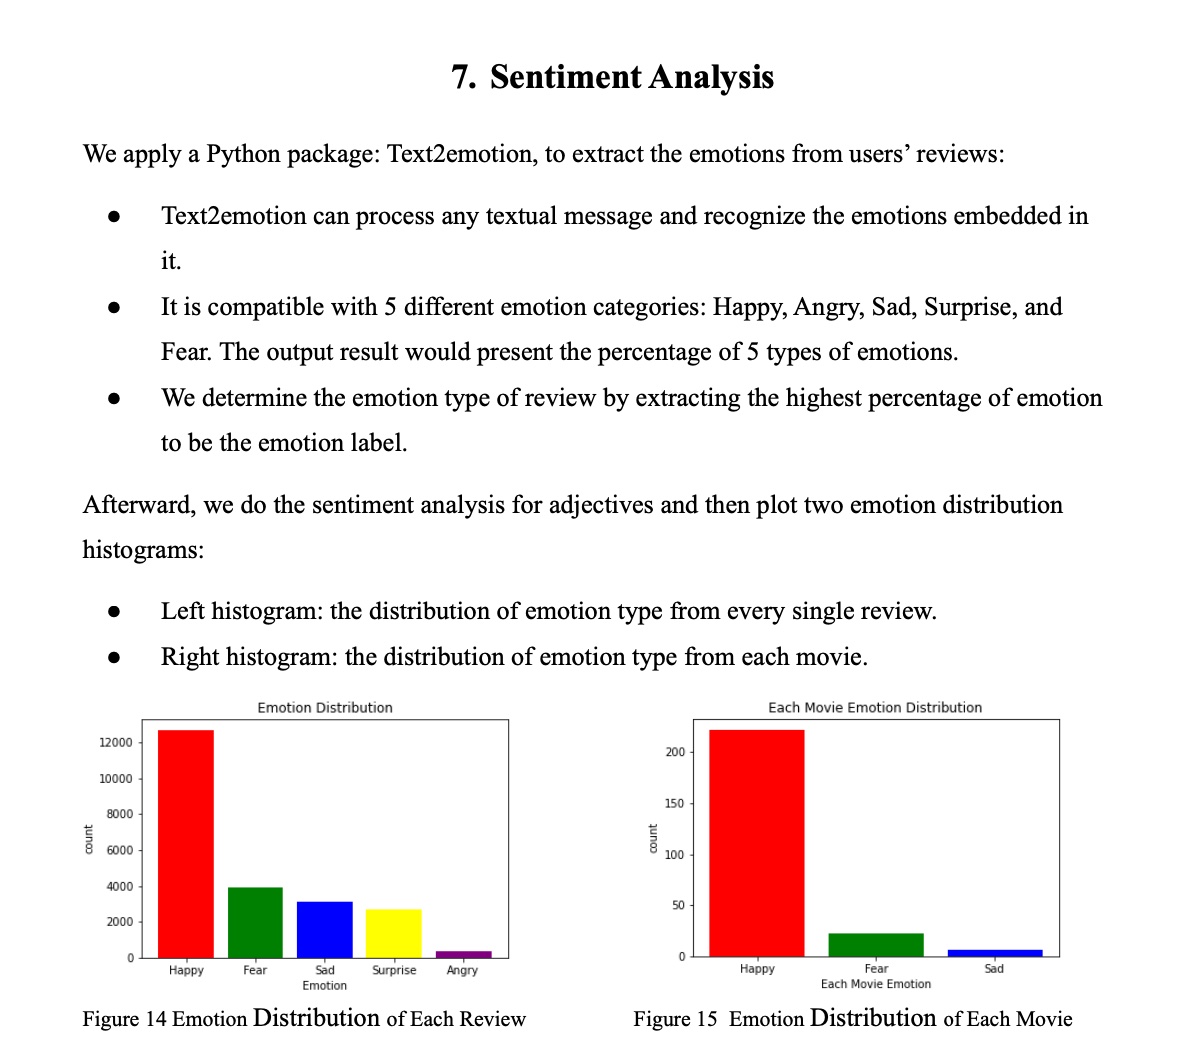 7. Sentiment Analysis
We apply a Python package: Text2emotion, to extract the emotions from users’ reviews:
● Text2emotion can process any textual message and recognize the emotions embedded in
it.
● It is compatible with 5 different emotion categories: Happy, Angry, Sad, Surprise, and
Fear. The output result would present the percentage of 5 types of emotions.
● We determine the emotion type of review by extracting the highest percentage of emotion
to be the emotion label.
Afterward, we do the sentiment analysis for adjectives and then plot two emotion distribution
histograms:
● Left histogram: the distribution of emotion type from every single review.
● Right histogram: the distribution of emotion type from each movie.
Emotion Distribution
12000
10000
8000
6000
4000
2000
0
count
Happy Fear Sad Surprise Angry
Emotion
Figure 14 Emotion Distribution of Each Review
Each Movie Emotion Distribution
200
150
100
50
0
count
Happy Fear Sad
Each Movie Emotion
Figure 15 Emotion Distribution of Each Movie